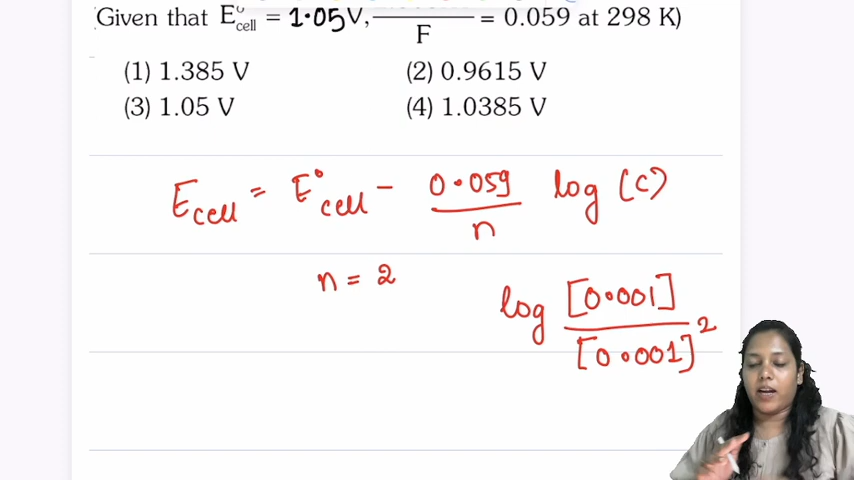 Given that E°cell = 1.05V, ―― / F = 0.059 at 298 K)
(1) 1.385 V (2) 0.9615 V
(3) 1.05 V (4) 1.0385 V
Ecell = E°cell - 0.059/n log (C)
n = 2
log [0.001]/[0.001]²